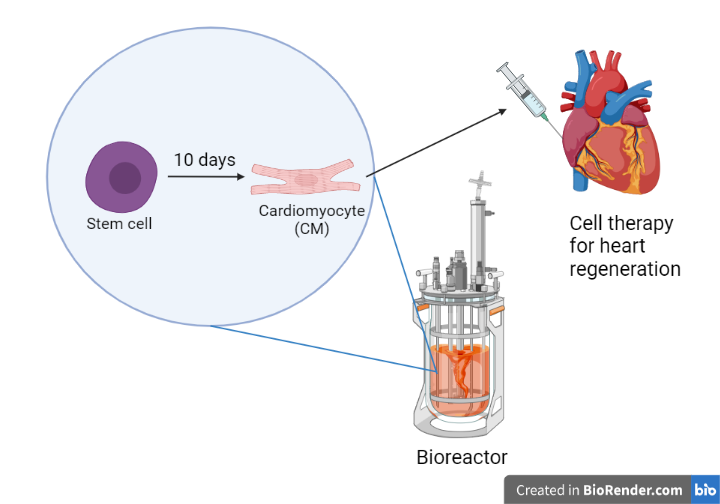 10 days
Stem cell
Cardiomyocyte
(CM)
Cell therapy
for heart
regeneration
Bioreactor
Created in BioRender.com bio